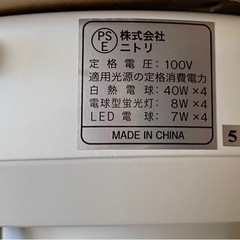 PS
E
株式会社
ニトリ
定格電圧:100V
適用光源の定格消費電力
白熱電球:40W×4
電球型蛍光灯:8W×4
LED電球:7W×4
MADE IN CHINA
5